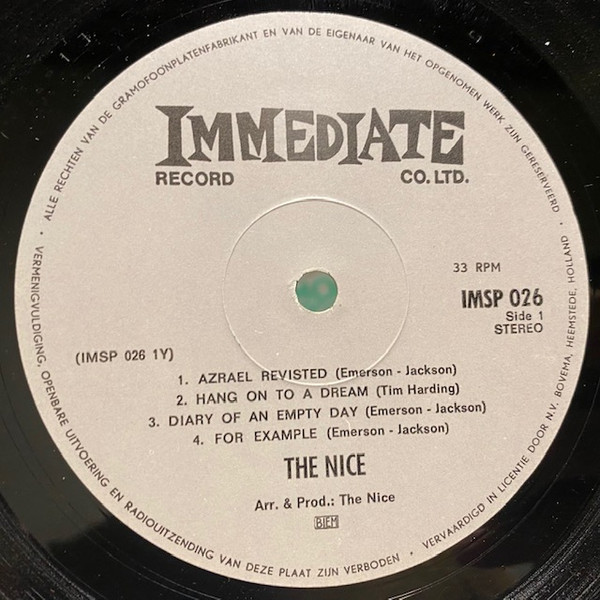 ALLE RECHTEN VAN DE GRAMOFOONPLATENFABRIKANT EN VAN DE EIGENAAR VAN HET OPGENOMEN WERK ZIJN GERESERVEERD ·
IMMEDIATE
RECORD CO. LTD.
33 RPM
IMSP 026
Side 1
STEREO
(IMSP 026 1Y)
1. AZRAEL REVISTED (Emerson - Jackson)
2. HANG ON TO A DREAM (Tim Harding)
3. DIARY OF AN EMPTY DAY (Emerson - Jackson)
4. FOR EXAMPLE (Emerson - Jackson)
THE NICE
Arr. & Prod.: The Nice
BIEM
· VERMENIGVULDIGING, OPENBARE UITVOERING EN RADIOUITZENDING VAN DEZE PLAAT ZIJN VERBODEN ·
VERVAARDIGD IN LICENTIE DOOR N.V. BOVEMA, HEEMSTEDE, HOLLAND